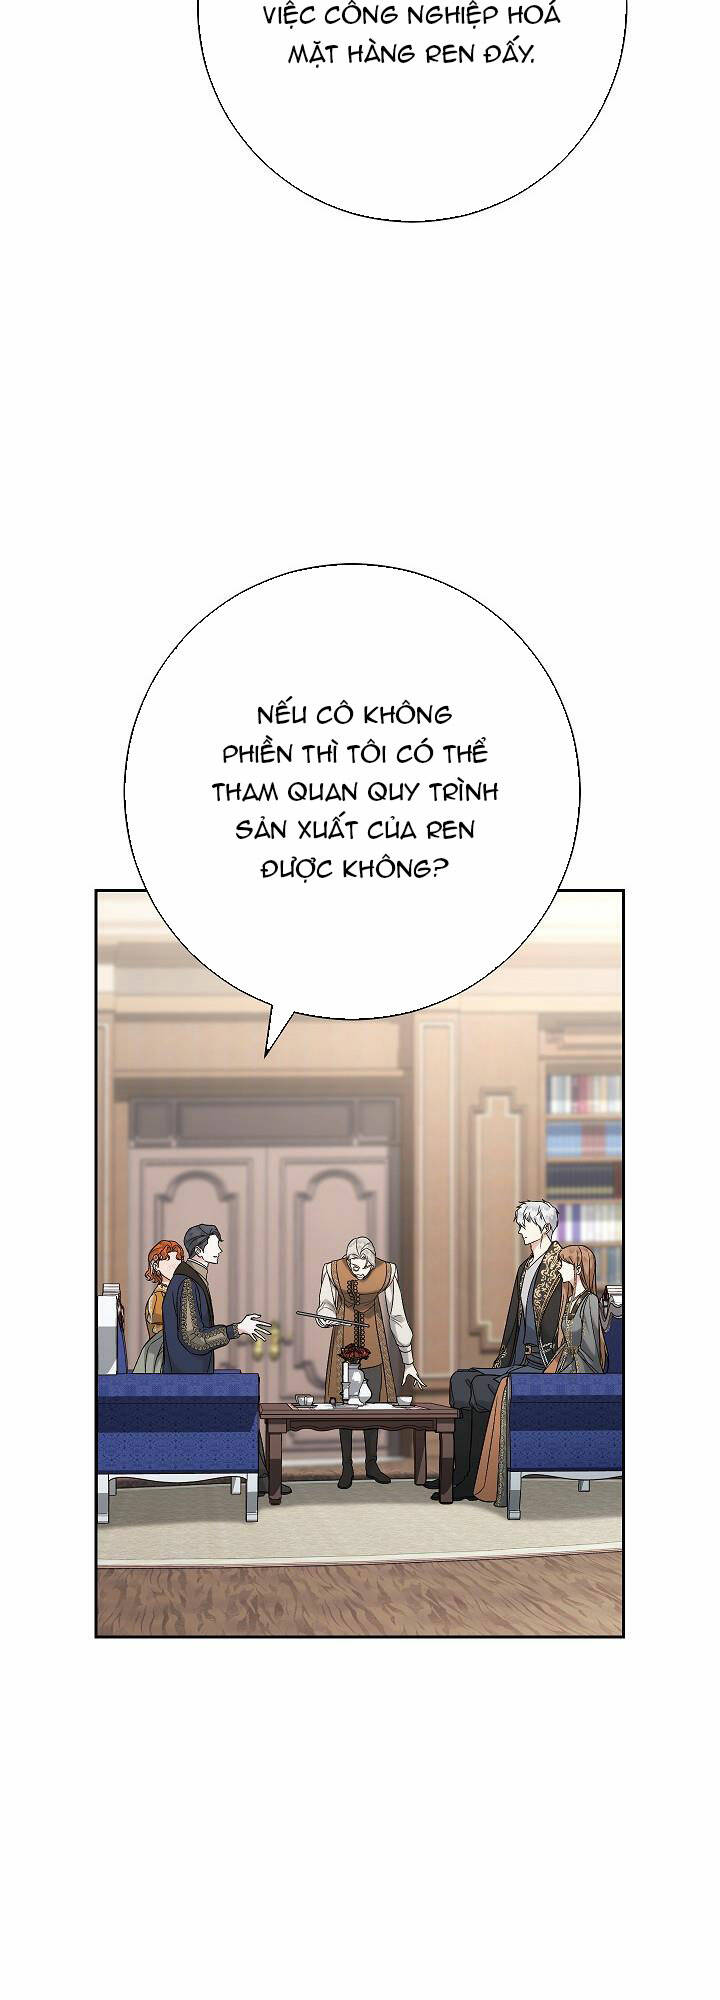 VIỆC CÔNG NGHIỆP HOÁ
MẶT HÀNG REN ĐẤY.
NẾU CÔ KHÔNG
PHIỀN THÌ TÔI CÓ THỂ
THAM QUAN QUY TRÌNH
SẢN XUẤT CỦA REN
ĐƯỢC KHÔNG?